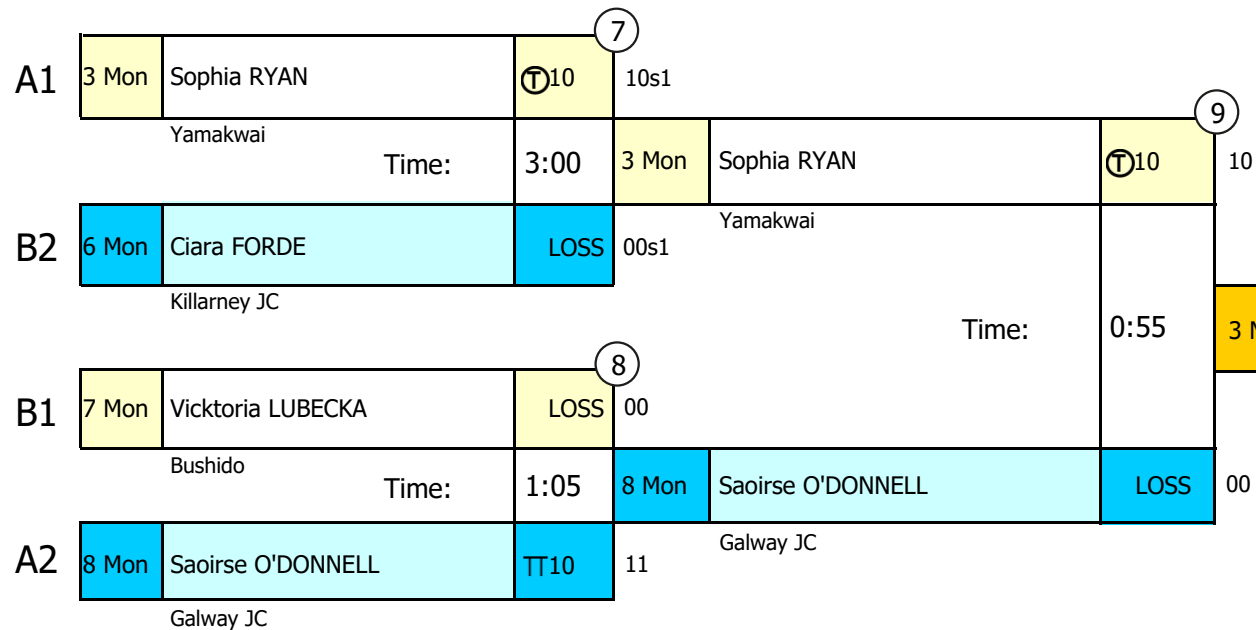 7
A1 3 Mon Sophia RYAN Ⓣ10 10s1
9
Yamakwai
Time: 3:00 3 Mon Sophia RYAN Ⓣ10 10
Yamakwai
B2 6 Mon Ciara FORDE LOSS 00s1
Killarney JC
Time: 0:55 3
8
B1 7 Mon Vicktoria LUBECKA LOSS 00
Bushido
Time: 1:05 8 Mon Saoirse O'DONNELL LOSS 00
Galway JC
A2 8 Mon Saoirse O'DONNELL TT10 11
Galway JC